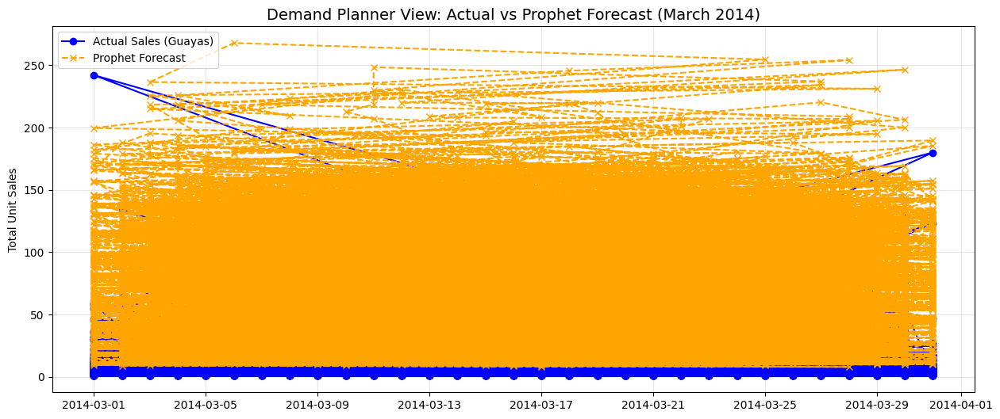 Demand Planner View: Actual vs Prophet Forecast (March 2014)
Actual Sales (Guayas)
Prophet Forecast
Total Unit Sales
250
200
150
100
50
0
2014-03-01 2014-03-05 2014-03-09 2014-03-13 2014-03-17 2014-03-21 2014-03-25 2014-03-29 2014-04-01